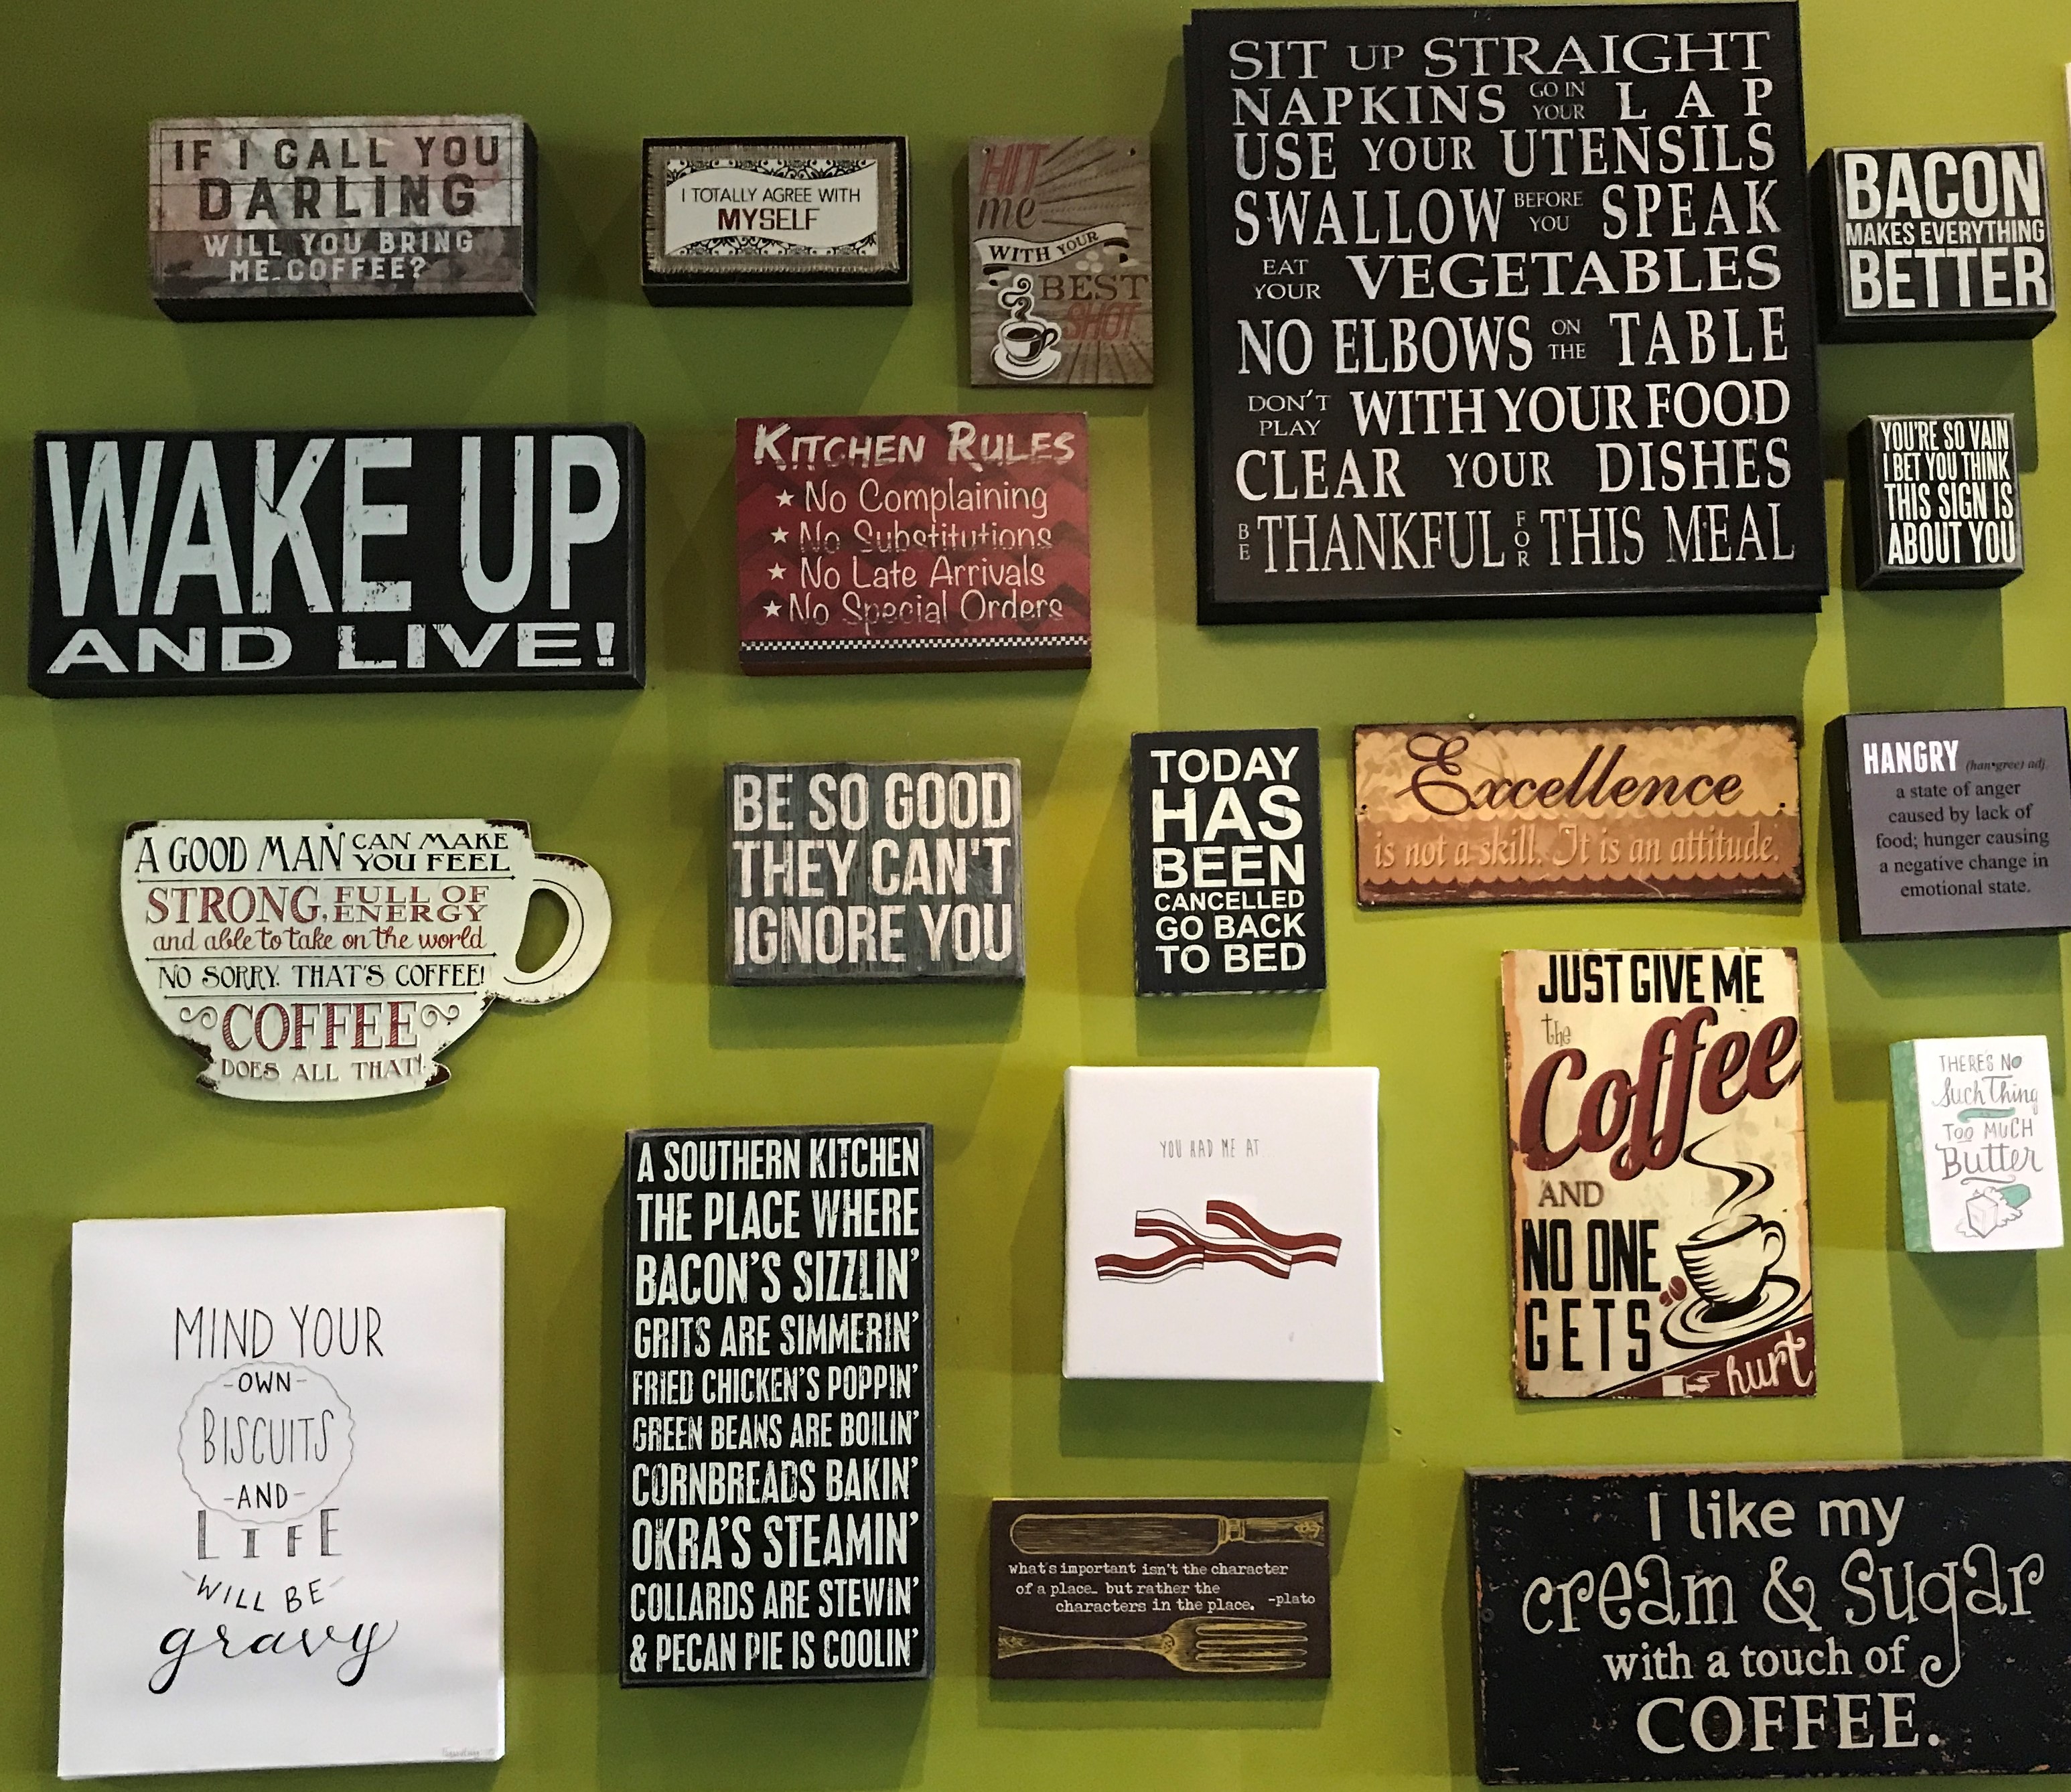 IF I CALL YOU
DARLING
WILL YOU BRING
ME COFFEE?
I TOTALLY AGREE WITH
MYSELF
HIT
me
WITH YOUR
BEST
SHOT
SIT UP STRAIGHT
NAPKINS GO IN YOUR LAP
USE YOUR UTENSILS
SWALLOW BEFORE YOU SPEAK
EAT YOUR VEGETABLES
NO ELBOWS ON THE TABLE
DON'T PLAY WITH YOUR FOOD
CLEAR YOUR DISHES
BE THANKFUL FOR THIS MEAL
BACON
MAKES EVERYTHING
BETTER
WAKE UP
AND LIVE!
KITCHEN RULES
★ No Complaining
★ No Substitutions
★ No Late Arrivals
★ No Special Orders
YOU'RE SO VAIN
I BET YOU THINK
THIS SIGN IS
ABOUT YOU
A GOOD MAN CAN MAKE YOU FEEL
STRONG, FULL OF ENERGY
and able to take on the world
NO SORRY. THAT'S COFFEE!
COFFEE
DOES ALL THAT!
BE SO GOOD
THEY CAN'T
IGNORE YOU
TODAY
HAS
BEEN
CANCELLED
GO BACK
TO BED
Excellence
is not a skill. It is an attitude.
HANGRY (han•gree) adj.
a state of anger
caused by lack of
food; hunger causing
a negative change in
emotional state.
JUST GIVE ME
the
Coffee
AND
NO ONE
GETS
hurt
THERES NO
Such Thing
TOO MUCH
Butter
MIND YOUR
-OWN-
BISCUITS
-AND-
LIFE
WILL BE
gravy
A SOUTHERN KITCHEN
THE PLACE WHERE
BACON'S SIZZLIN'
GRITS ARE SIMMERIN'
FRIED CHICKEN'S POPPIN'
GREEN BEANS ARE BOILIN'
CORNBREADS BAKIN'
OKRA'S STEAMIN'
COLLARDS ARE STEWIN'
& PECAN PIE IS COOLIN'
YOU HAD ME AT
what's important isn't the character
of a place… but rather the
characters in the place. -plato
I like my
cream & sugar
with a touch of
COFFEE.